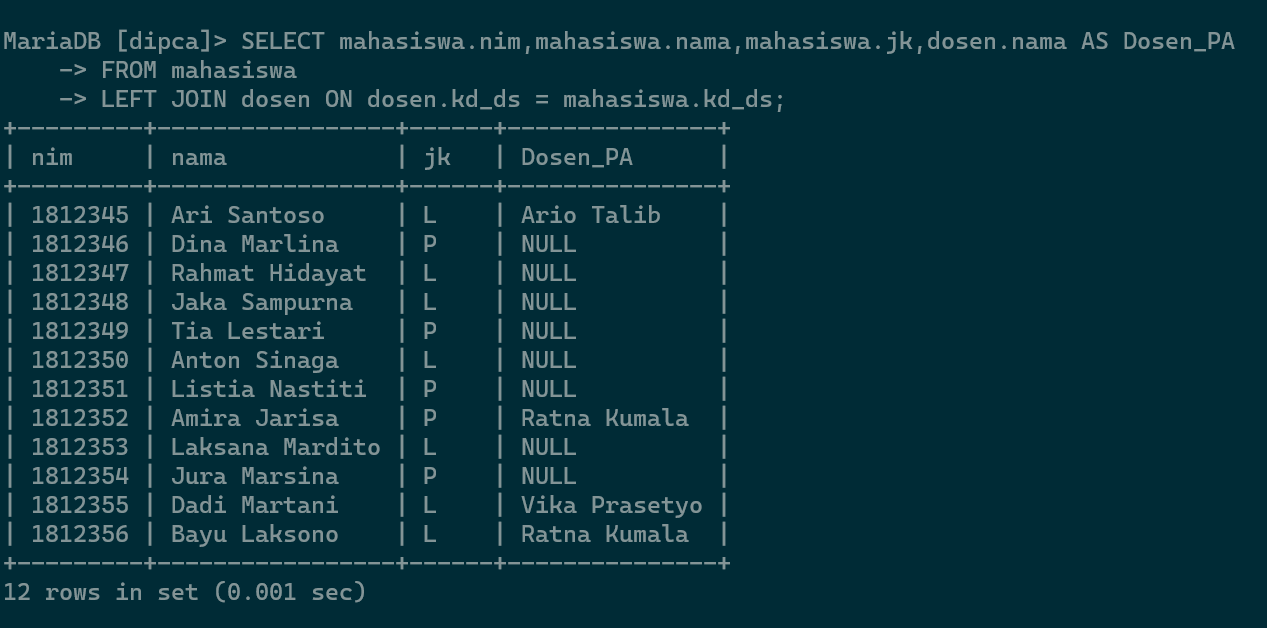 MariaDB [dipca]> SELECT mahasiswa.nim,mahasiswa.nama,mahasiswa.jk,dosen.nama AS Dosen_PA
    -> FROM mahasiswa
    -> LEFT JOIN dosen ON dosen.kd_ds = mahasiswa.kd_ds;
+---------+-----------------+------+---------------+
| nim     | nama            | jk   | Dosen_PA      |
+---------+-----------------+------+---------------+
| 1812345 | Ari Santoso     | L    | Ario Talib    |
| 1812346 | Dina Marlina    | P    | NULL          |
| 1812347 | Rahmat Hidayat  | L    | NULL          |
| 1812348 | Jaka Sampurna   | L    | NULL          |
| 1812349 | Tia Lestari     | P    | NULL          |
| 1812350 | Anton Sinaga    | L    | NULL          |
| 1812351 | Listia Nastiti  | P    | NULL          |
| 1812352 | Amira Jarisa    | P    | Ratna Kumala  |
| 1812353 | Laksana Mardito | L    | NULL          |
| 1812354 | Jura Marsina    | P    | NULL          |
| 1812355 | Dadi Martani    | L    | Vika Prasetyo |
| 1812356 | Bayu Laksono    | L    | Ratna Kumala  |
+---------+-----------------+------+---------------+
12 rows in set (0.001 sec)